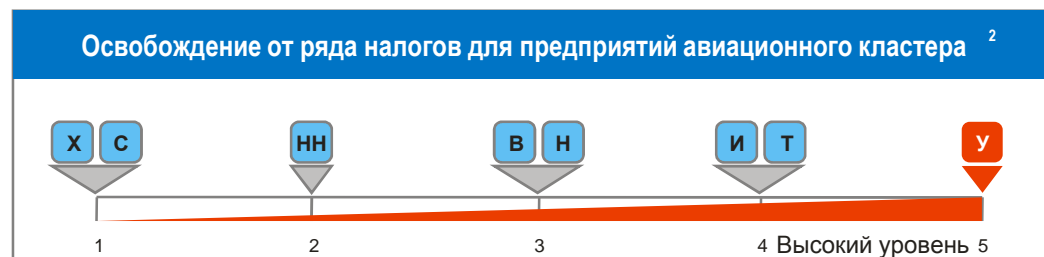 Освобождение от ряда налогов для предприятий авиационного кластера 2
Х С НН В Н И Т У
1 2 3 4 Высокий уровень 5